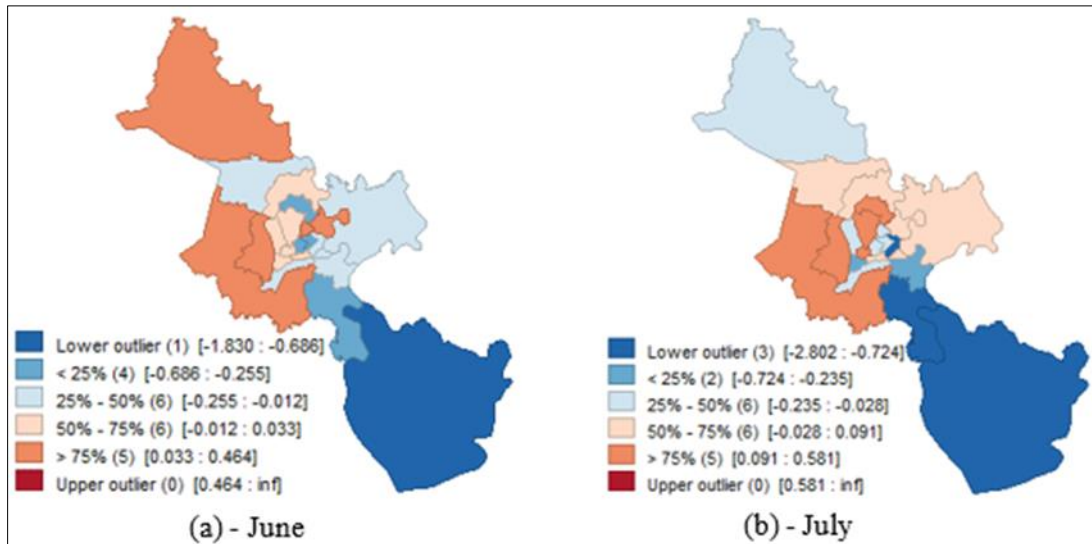 Lower outlier (1) [-1.830 : -0.686]
< 25% (4) [-0.686 : -0.255]
25% - 50% (6) [-0.255 : -0.012]
50% - 75% (6) [-0.012 : 0.033]
> 75% (5) [0.033 : 0.464]
Upper outlier (0) [0.464 : inf]
(a) - June
Lower outlier (3) [-2.802 : -0.724]
< 25% (2) [-0.724 : -0.235]
25% - 50% (6) [-0.235 : -0.028]
50% - 75% (6) [-0.028 : 0.091]
> 75% (5) [0.091 : 0.581]
Upper outlier (0) [0.581 : inf]
(b) - July